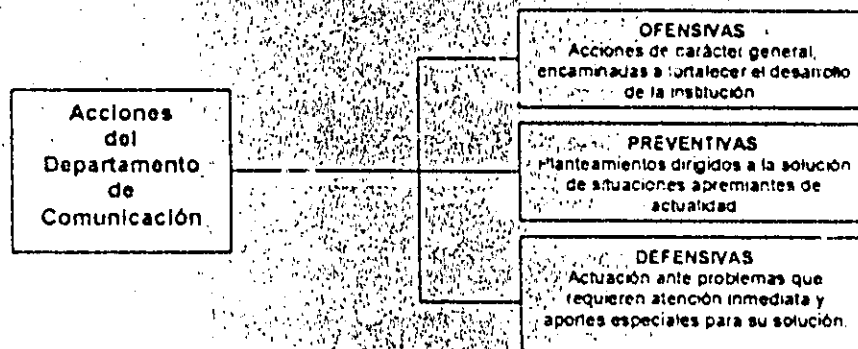 Acciones
del
Departamento
de
Comunicación
OFENSIVAS
Acciones de carácter general,
encaminadas a fortalecer el desarrollo
de la institución
PREVENTIVAS
Planteamientos dirigidos a la solución
de situaciones apremiantes de
actualidad
DEFENSIVAS
Actuación ante problemas que
requieren atención inmediata y
aportes especiales para su solución.